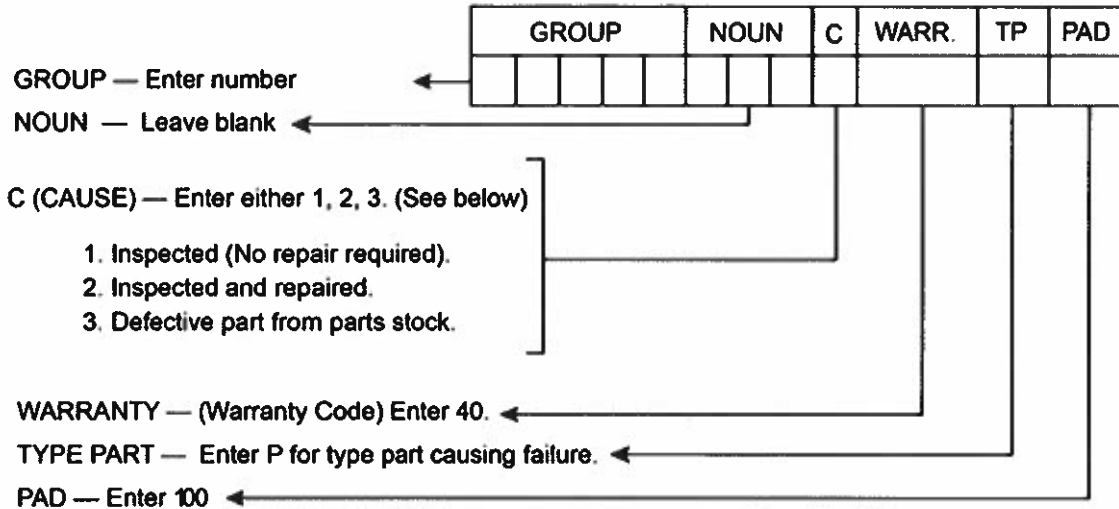 GROUP NOUN C WARR. TP PAD
GROUP — Enter number
NOUN — Leave blank
C (CAUSE) — Enter either 1, 2, 3. (See below)
1. Inspected (No repair required).
2. Inspected and repaired.
3. Defective part from parts stock.
WARRANTY — (Warranty Code) Enter 40.
TYPE PART — Enter P for type part causing failure.
PAD — Enter 100